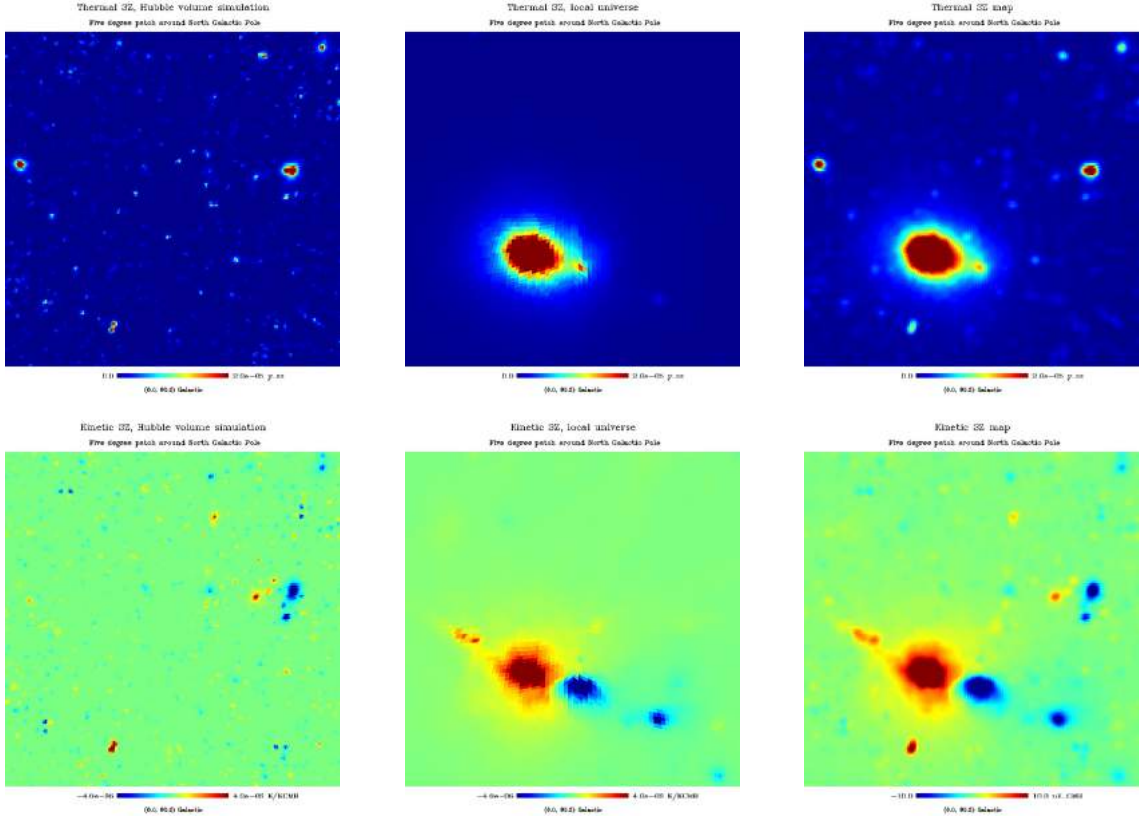 Thermal SZ, Hubble volume simulation
Five degree patch around North Galactic Pole
0.0 2.0e-05 y_sz
(0.0, 90.0) Galactic
Thermal SZ, local universe
Five degree patch around North Galactic Pole
0.0 2.0e-05 y_sz
(0.0, 90.0) Galactic
Thermal SZ map
Five degree patch around North Galactic Pole
0.0 2.0e-05 y_sz
(0.0, 90.0) Galactic
Kinetic SZ, Hubble volume simulation
Five degree patch around North Galactic Pole
-4.0e-06 4.0e-06 K/KCMB
(0.0, 90.0) Galactic
Kinetic SZ, local universe
Five degree patch around North Galactic Pole
-4.0e-06 4.0e-06 K/KCMB
(0.0, 90.0) Galactic
Kinetic SZ map
Five degree patch around North Galactic Pole
-10.0 10.0 uK_CMB
(0.0, 90.0) Galactic